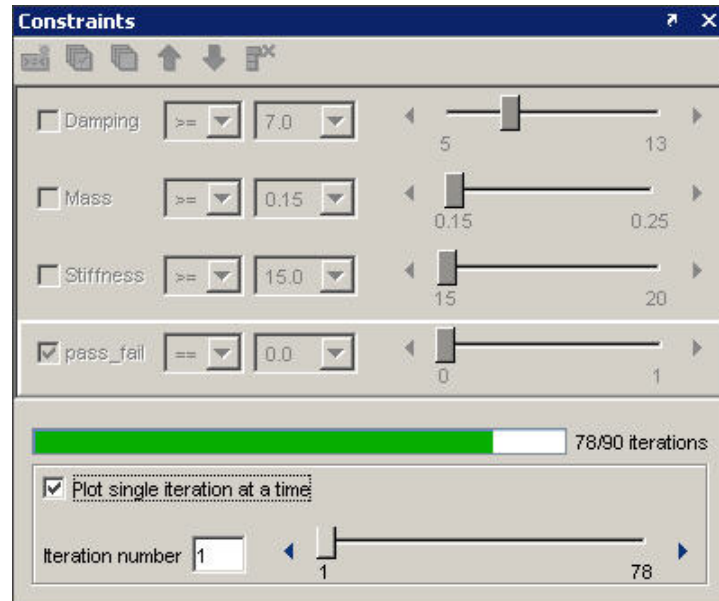 Constraints
Damping >= 7.0
5 13
Mass >= 0.15
0.15 0.25
Stiffness >= 15.0
15 20
pass_fail == 0.0
0 1
78/90 iterations
Plot single iteration at a time
Iteration number 1
1 78